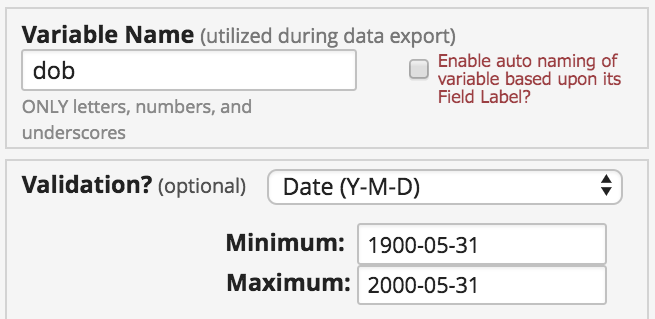 Variable Name (utilized during data export)
dob
Enable auto naming of
variable based upon its
Field Label?
ONLY letters, numbers, and
underscores
Validation? (optional) Date (Y-M-D)
Minimum: 1900-05-31
Maximum: 2000-05-31